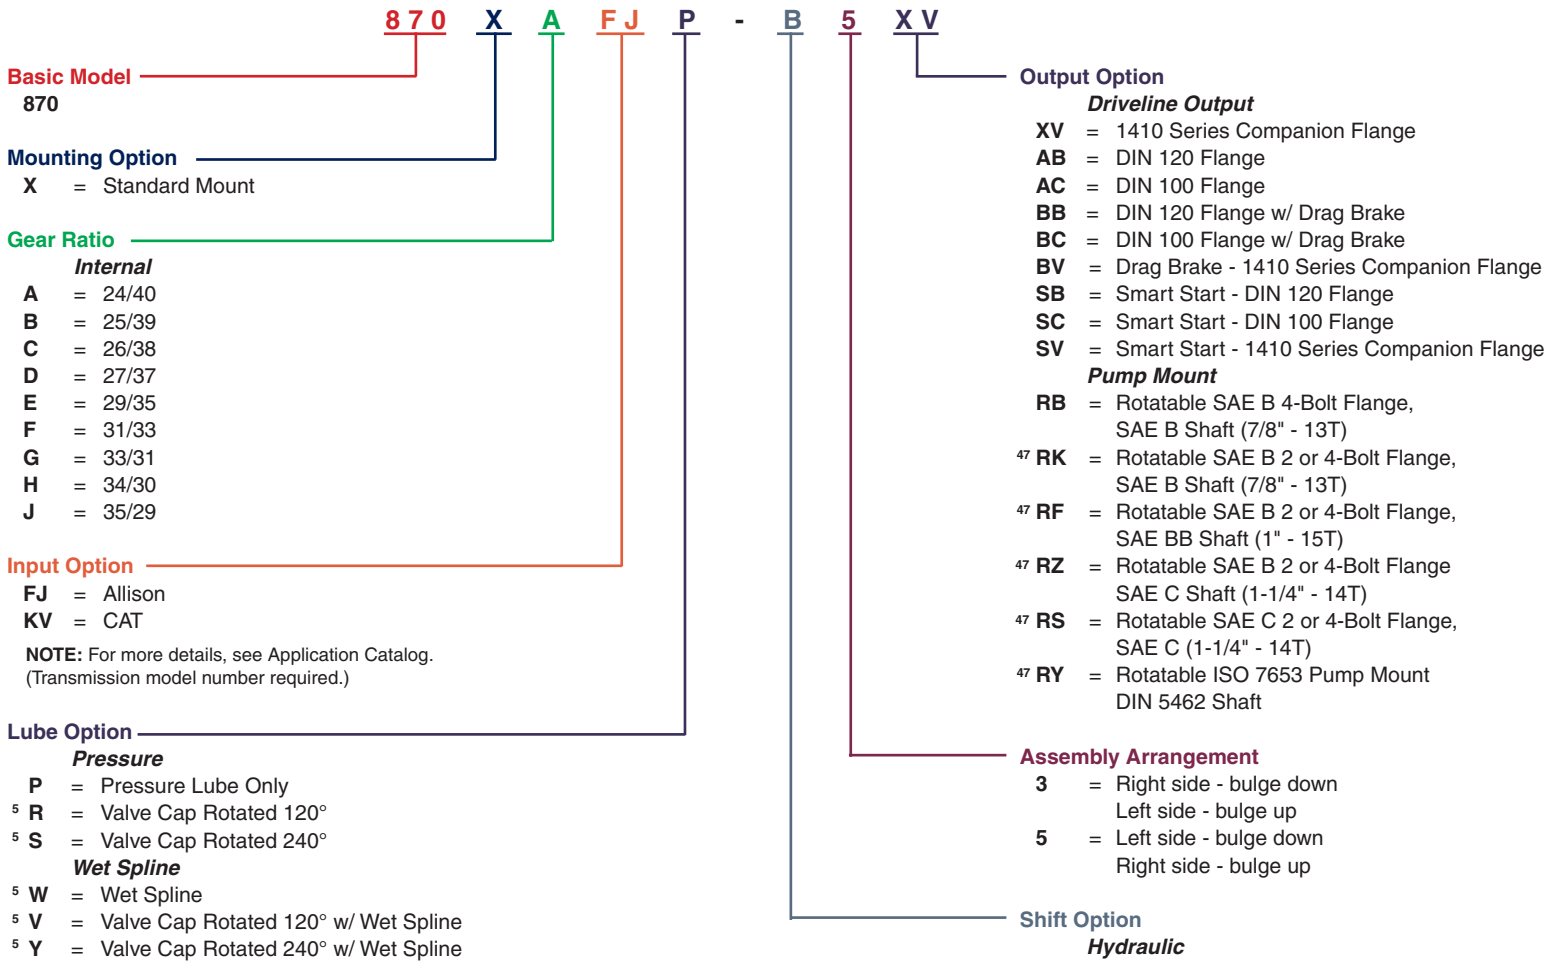 870 X A FJ P - B 5 XV
Basic Model
870
Mounting Option
X = Standard Mount
Gear Ratio
Internal
A = 24/40
B = 25/39
C = 26/38
D = 27/37
E = 29/35
F = 31/33
G = 33/31
H = 34/30
J = 35/29
Input Option
FJ = Allison
KV = CAT
NOTE: For more details, see Application Catalog.
(Transmission model number required.)
Lube Option
Pressure
P = Pressure Lube Only
5 R = Valve Cap Rotated 120°
5 S = Valve Cap Rotated 240°
Wet Spline
5 W = Wet Spline
5 V = Valve Cap Rotated 120° w/ Wet Spline
5 Y = Valve Cap Rotated 240° w/ Wet Spline
Output Option
Driveline Output
XV = 1410 Series Companion Flange
AB = DIN 120 Flange
AC = DIN 100 Flange
BB = DIN 120 Flange w/ Drag Brake
BC = DIN 100 Flange w/ Drag Brake
BV = Drag Brake - 1410 Series Companion Flange
SB = Smart Start - DIN 120 Flange
SC = Smart Start - DIN 100 Flange
SV = Smart Start - 1410 Series Companion Flange
Pump Mount
RB = Rotatable SAE B 4-Bolt Flange,
SAE B Shaft (7/8" - 13T)
47 RK = Rotatable SAE B 2 or 4-Bolt Flange,
SAE B Shaft (7/8" - 13T)
47 RF = Rotatable SAE B 2 or 4-Bolt Flange,
SAE BB Shaft (1" - 15T)
47 RZ = Rotatable SAE B 2 or 4-Bolt Flange
SAE C Shaft (1-1/4" - 14T)
47 RS = Rotatable SAE C 2 or 4-Bolt Flange,
SAE C (1-1/4" - 14T)
47 RY = Rotatable ISO 7653 Pump Mount
DIN 5462 Shaft
Assembly Arrangement
3 = Right side - bulge down
Left side - bulge up
5 = Left side - bulge down
Right side - bulge up
Shift Option
Hydraulic